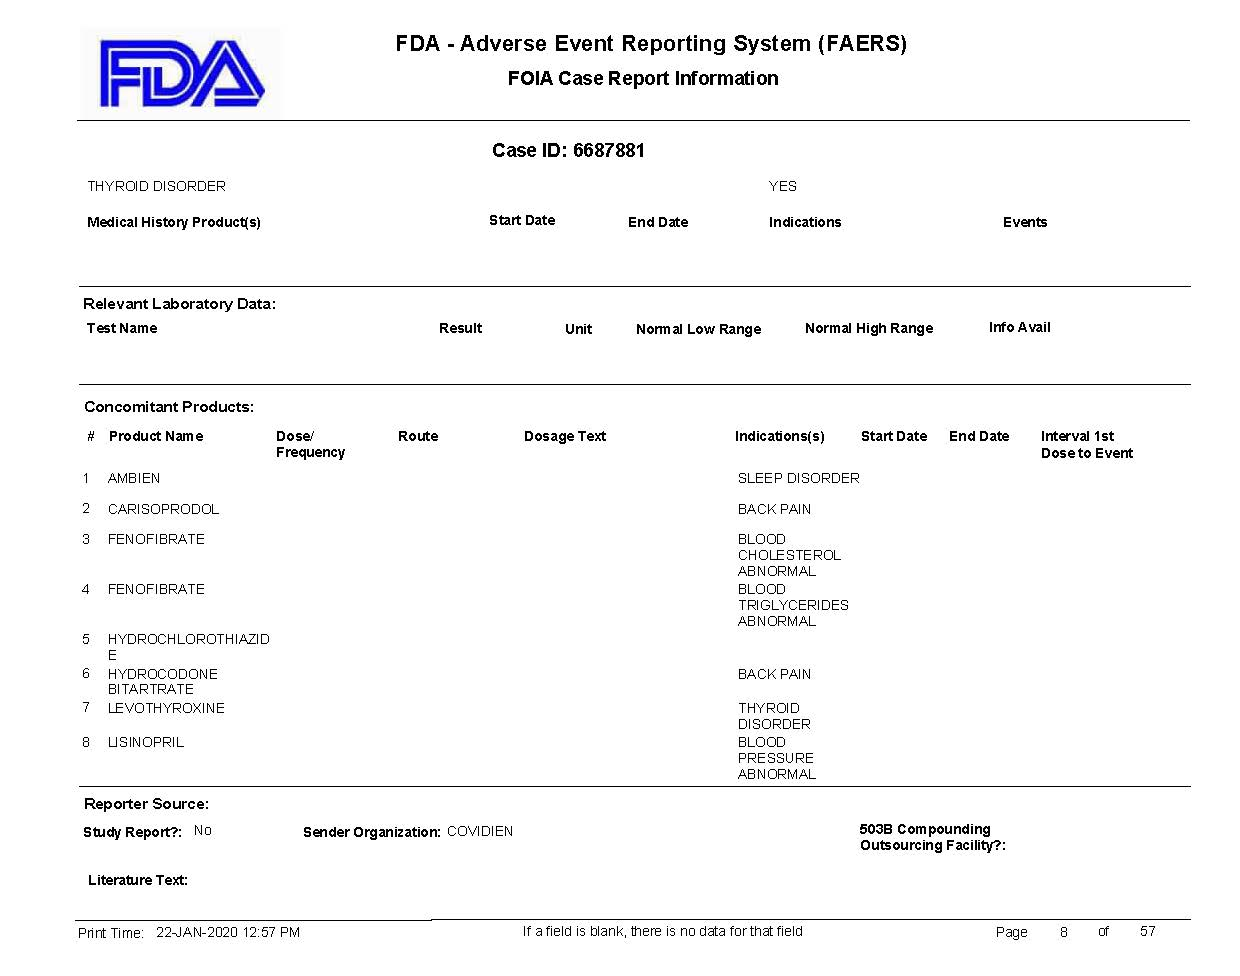 FDA
FDA - Adverse Event Reporting System (FAERS)
FOIA Case Report Information
Case ID: 6687881
THYROID DISORDER YES
Medical History Product(s) Start Date End Date Indications Events
Relevant Laboratory Data:
Test Name Result Unit Normal Low Range Normal High Range Info Avail
Concomitant Products:
# Product Name Dose/ Route Dosage Text Indications(s) Start Date End Date Interval 1st
Frequency Dose to Event
1 AMBIEN SLEEP DISORDER
2 CARISOPRODOL BACK PAIN
3 FENOFIBRATE BLOOD
CHOLESTEROL
ABNORMAL
4 FENOFIBRATE BLOOD
TRIGLYCERIDES
ABNORMAL
5 HYDROCHLOROTHIAZID
E
6 HYDROCODONE BACK PAIN
BITARTRATE
7 LEVOTHYROXINE THYROID
DISORDER
8 LISINOPRIL BLOOD
PRESSURE
ABNORMAL
Reporter Source:
Study Report?: No Sender Organization: COVIDIEN 503B Compounding
Outsourcing Facility?:
Literature Text:
Print Time: 22-JAN-2020 12:57 PM If a field is blank, there is no data for that field Page 8 of 57